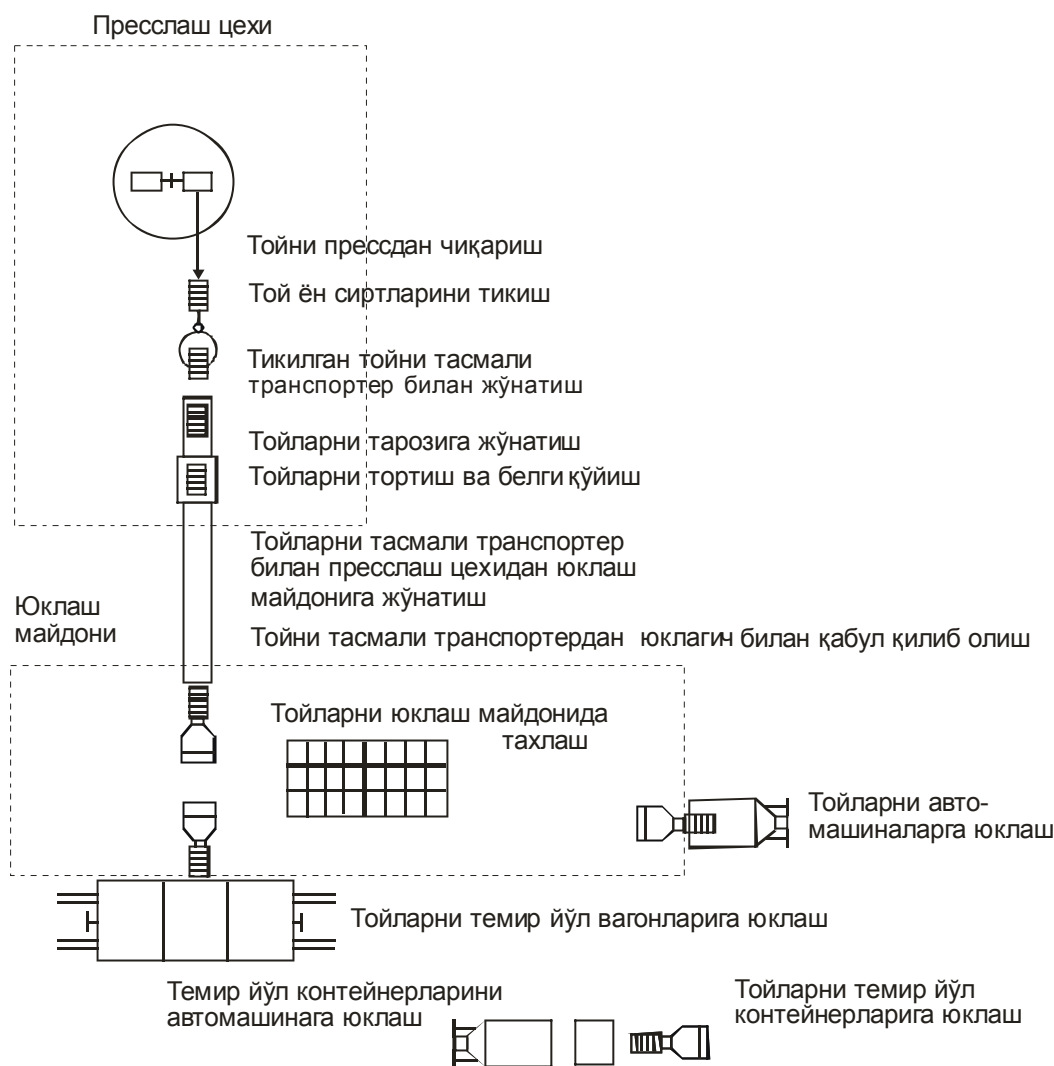 Пресслаш цехи
Тойни прессдан чиқариш
Той ён сиртларини тикиш
Тикилган тойни тасмали
транспортер билан жўнатиш
Тойларни тарозига жўнатиш
Тойларни тортиш ва белги қўйиш
Тойларни тасмали транспортер
билан пресслаш цехидан юклаш
майдонига жўнатиш
Юклаш
майдони
Тойни тасмали транспортердан юклагич билан қабул қилиб олиш
Тойларни юклаш майдонида
тахлаш
Тойларни авто-
машиналарга юклаш
Тойларни темир йўл вагонларига юклаш
Темир йўл контейнерларини
автомашинага юклаш
Тойларни темир йўл
контейнерларига юклаш